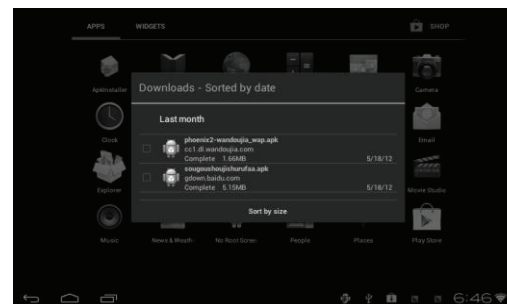 APPS WIDGETS SHOP
ApkInstaller Camera
Downloads - Sorted by date
Last month
phoenix2-wandoujia_wap.apk
cc1.dl.wandoujia.com
Complete 1.66MB 5/18/12
sougoushoujishurufaa.apk
gdown.baidu.com
Complete 5.15MB 5/18/12
Sort by size
Clock Email
Explorer Movie Studio
Music News & Weath No Root Scree People Places Play Store
6:46